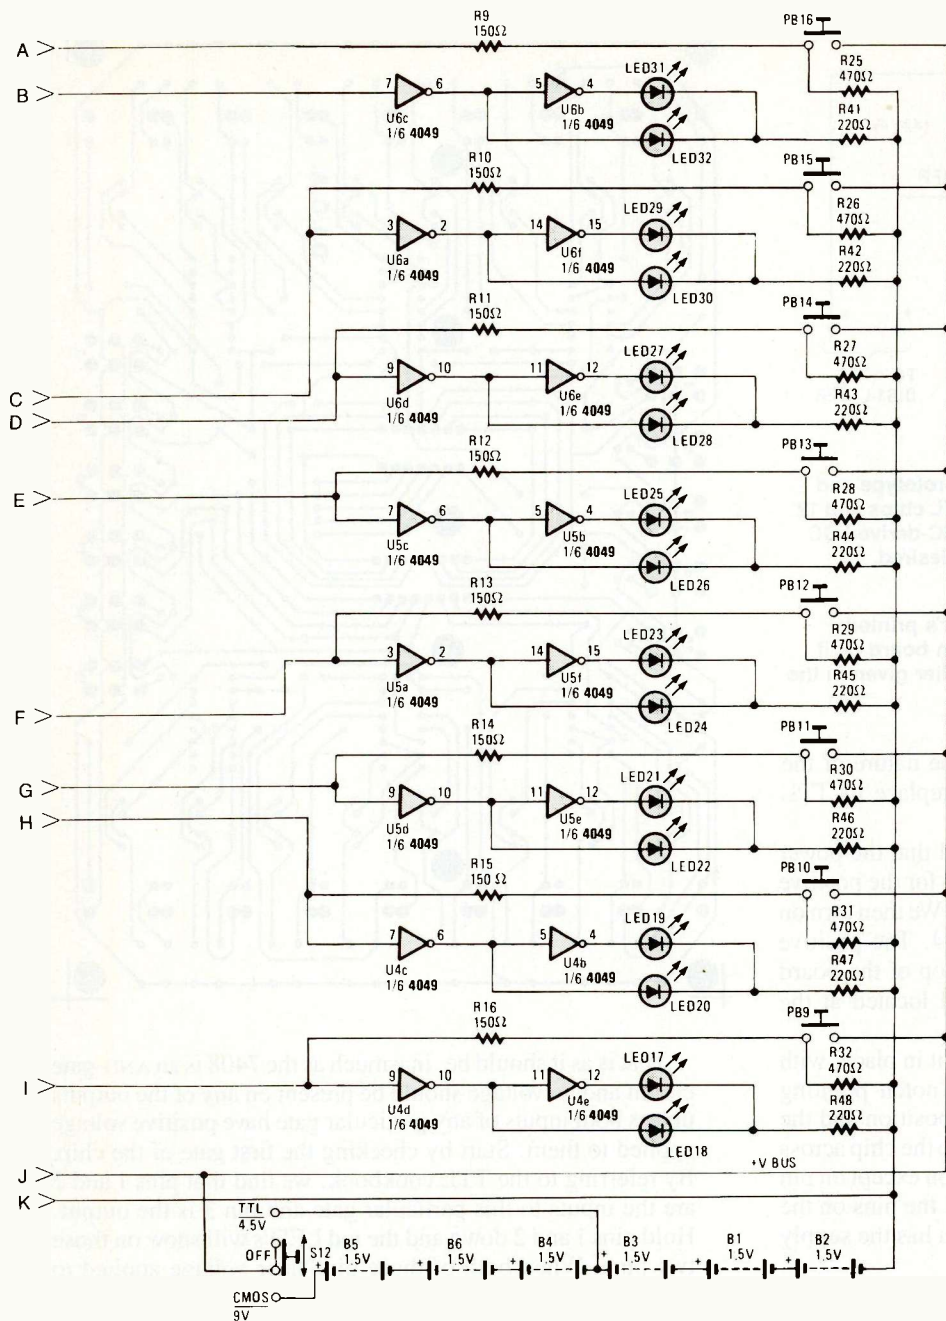 A
R9
150Ω
PB16
R25
470Ω
B
7
6
U6c
1/6 4049
5
4
U6b
1/6 4049
LED31
LED32
R41
220Ω
R10
150Ω
PB15
3
2
U6a
1/6 4049
14
15
U6f
1/6 4049
LED29
LED30
R26
470Ω
R42
220Ω
R11
150Ω
PB14
C
D
9
10
U6d
1/6 4049
11
12
U6e
1/6 4049
LED27
LED28
R27
470Ω
R43
220Ω
R12
150Ω
PB13
E
7
6
U5c
1/6 4049
5
4
U5b
1/6 4049
LED25
LED26
R28
470Ω
R44
220Ω
R13
150Ω
PB12
F
3
2
U5a
1/6 4049
14
15
U5f
1/6 4049
LED23
LED24
R29
470Ω
R45
220Ω
R14
150Ω
PB11
G
H
9
10
U5d
1/6 4049
11
12
U5e
1/6 4049
LED21
LED22
R30
470Ω
R46
220Ω
R15
150Ω
PB10
7
6
U4c
1/6 4049
5
4
U4b
1/6 4049
LED19
LED20
R31
470Ω
R47
220Ω
R16
150Ω
PB9
I
9
10
U4d
1/6 4049
11
12
U4e
1/6 4049
LED17
LED18
R32
470Ω
R48
220Ω
J
K
+V BUS
TTL
4.5V
OFF
S12
CMOS
9V
+
B5
1.5V
+
B6
1.5V
+
B4
1.5V
+
B3
1.5V
+
B1
1.5V
+
B2
1.5V